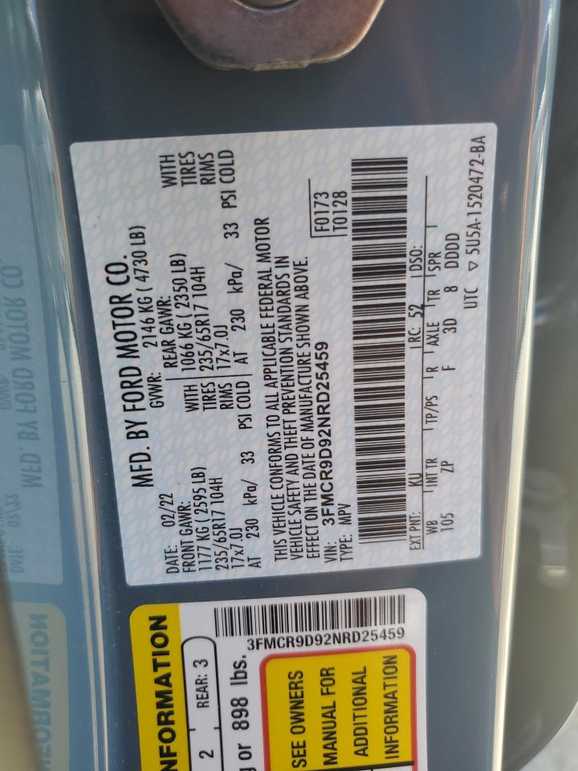 MFD. BY FORD MOTOR CO.
DATE: 02/22
GVWR: 2146 KG ( 4730 LB)
FRONT GAWR:
1177 KG ( 2595 LB)
WITH
235/65R17 104H
TIRES
17x7.0J
RIMS
AT 230 kPa/ 33 PSI COLD
REAR GAWR:
1066 KG ( 2350 LB)
WITH
235/65R17 104H
TIRES
17x7.0J
RIMS
AT 230 kPa/ 33 PSI COLD
THIS VEHICLE CONFORMS TO ALL APPLICABLE FEDERAL MOTOR
VEHICLE SAFETY AND THEFT PREVENTION STANDARDS IN
EFFECT ON THE DATE OF MANUFACTURE SHOWN ABOVE.
VIN: 3FMCR9D92NRD25459
TYPE: MPV
F0173
T0128
EXT PNT: KU RC: 52 DSO:
WB INT TR TP/PS R AXLE TR SPR
105 ZP F 3D 8 DDDD
UTC ▽ 5U5A-1520472-BA
3FMCR9D92NRD25459
INFORMATION
2 REAR: 3
or 898 lbs.
SEE OWNERS
MANUAL FOR
ADDITIONAL
INFORMATION